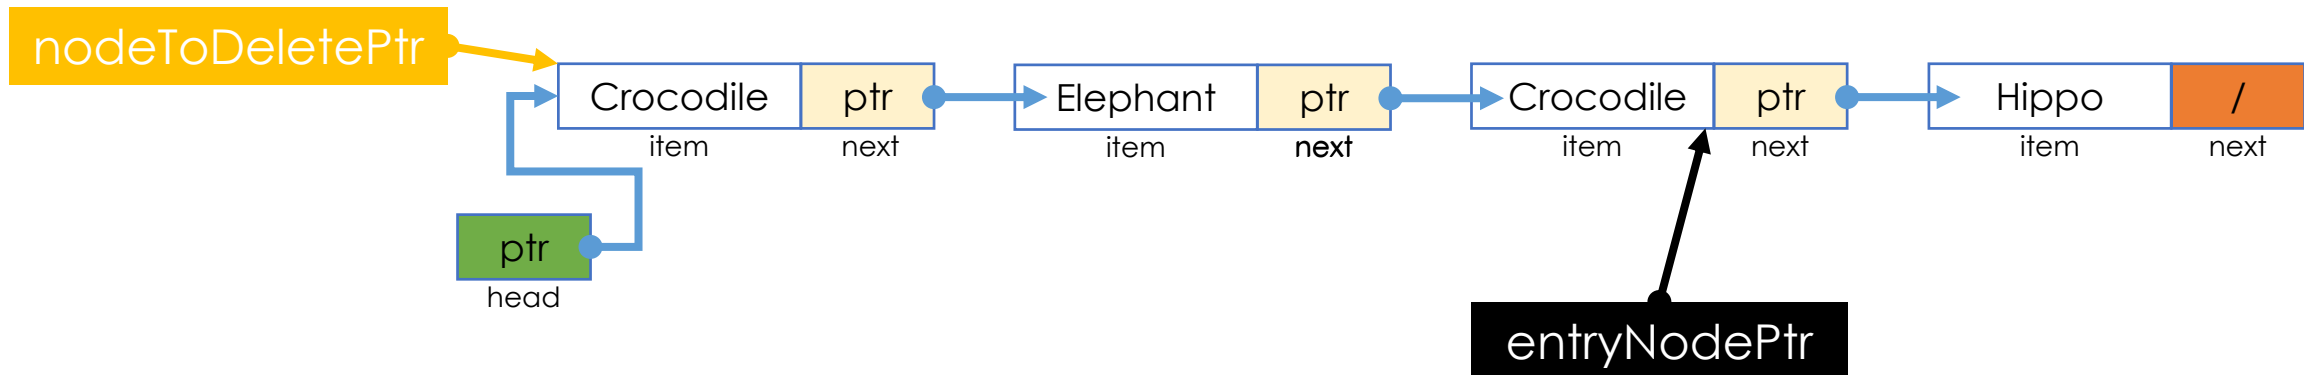 nodeToDeletePtr
Crocodile ptr Elephant ptr Crocodile ptr Hippo /
item next item next item next item next
ptr
head
entryNodePtr